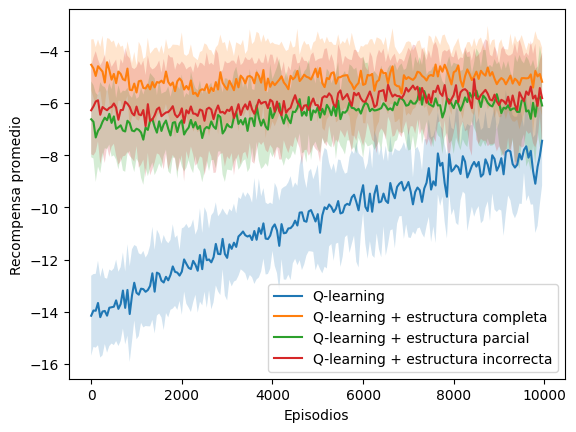 −4
−6
−8
−10
−12
−14
−16
Recompensa promedio
0
2000
4000
6000
8000
10000
Episodios
Q-learning
Q-learning + estructura completa
Q-learning + estructura parcial
Q-learning + estructura incorrecta